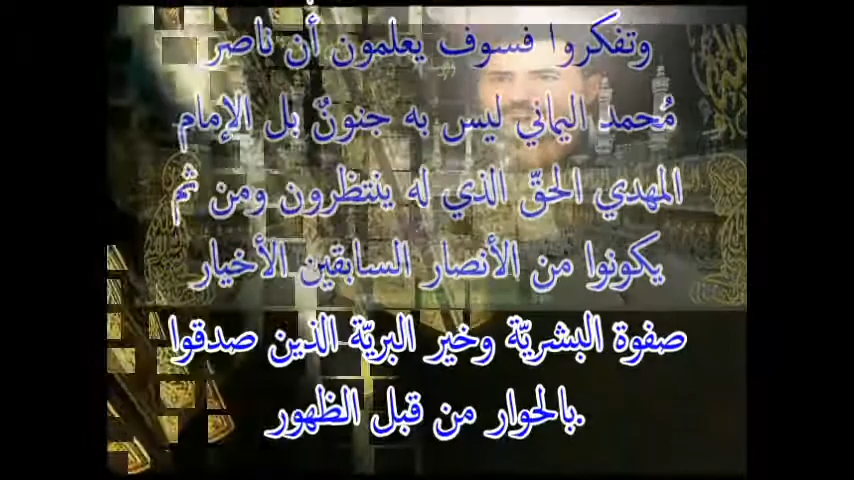 وتفكروا فسوف يعلمون أن ناصر
مُحمد اليماني ليس به جنونٌ بل الإمام
المهدي الحقّ الذي له ينتظرون ومن ثم
يكونوا من الأنصار السابقين الأخيار
صفوة البشريّة وخير البريّة الذين صدقوا
بالحوار من قبل الظهور.